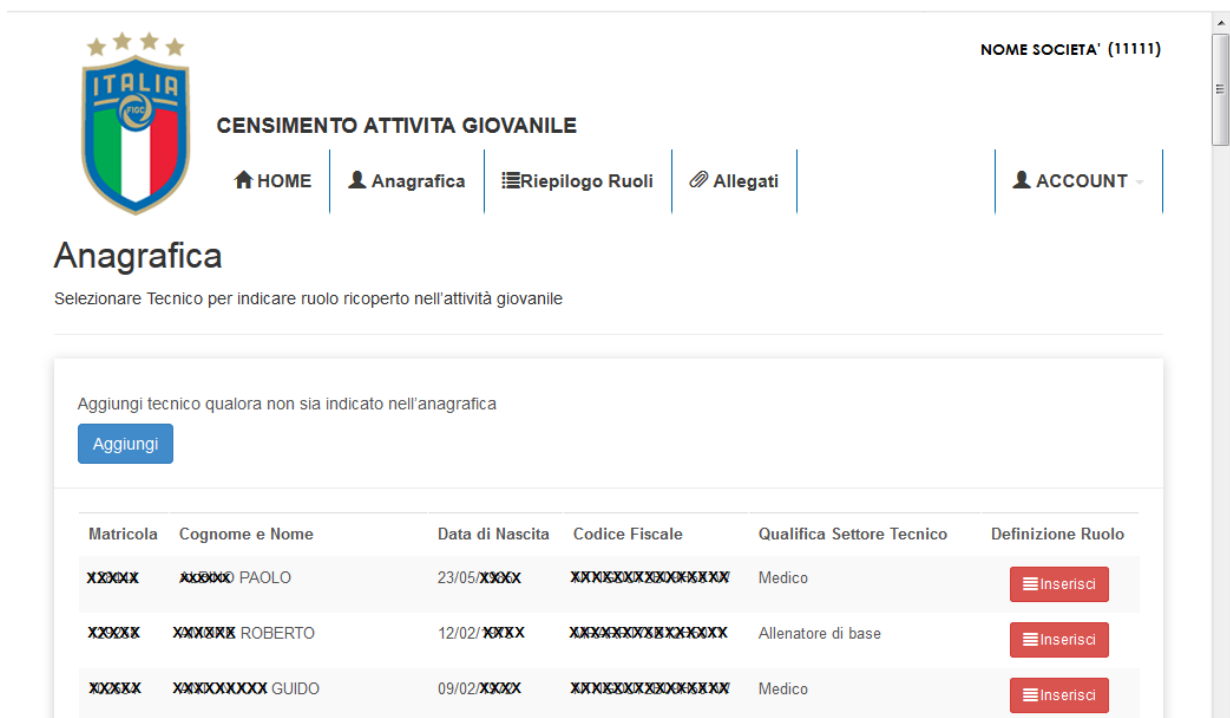 NOME SOCIETA' (11111)
ITALIA
FIGC
CENSIMENTO ATTIVITA GIOVANILE
HOME Anagrafica Riepilogo Ruoli Allegati ACCOUNT
Anagrafica
Selezionare Tecnico per indicare ruolo ricoperto nell'attività giovanile
Aggiungi tecnico qualora non sia indicato nell'anagrafica
Aggiungi
Matricola Cognome e Nome Data di Nascita Codice Fiscale Qualifica Settore Tecnico Definizione Ruolo
PAOLO 23/05/ Medico Inserisci
ROBERTO 12/02/ Allenatore di base Inserisci
GUIDO 09/02/ Medico Inserisci